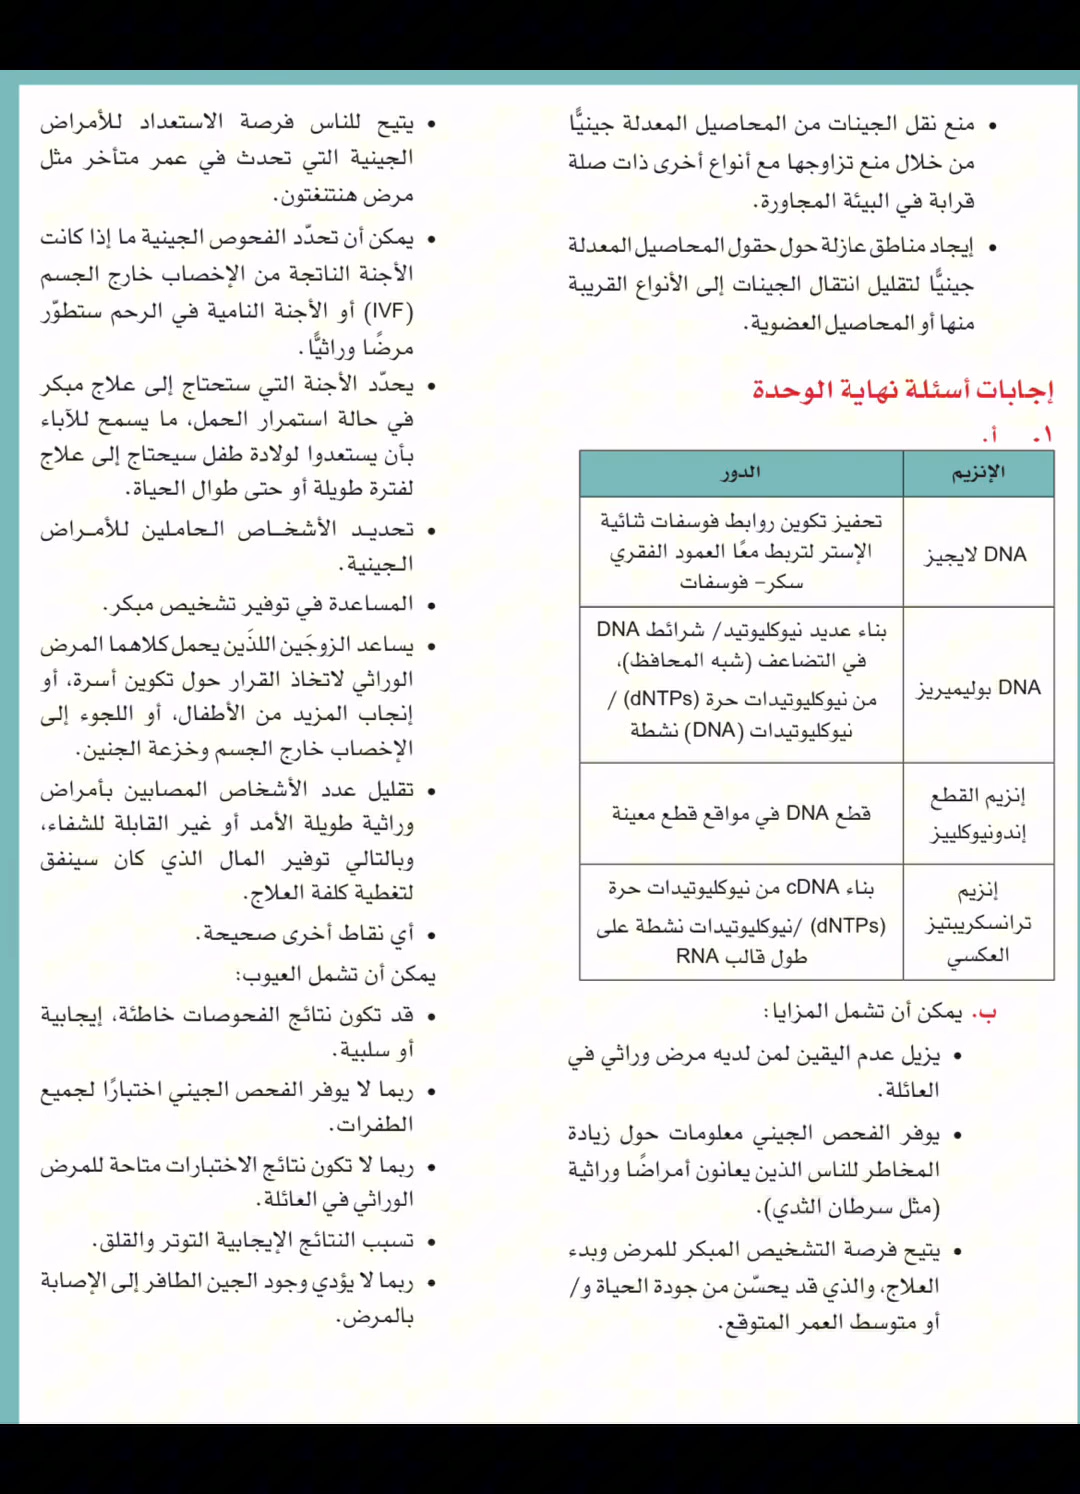 • منع نقل الجينات من المحاصيل المعدلة جينيًّا
من خلال منع تزاوجها مع أنواع أخرى ذات صلة
قرابة في البيئة المجاورة.
• إيجاد مناطق عازلة حول حقول المحاصيل المعدلة
جينيًّا لتقليل انتقال الجينات إلى الأنواع القريبة
منها أو المحاصيل العضوية.
إجابات أسئلة نهاية الوحدة
١. أ.
الإنزيم الدور
DNA لايجيز
تحفيز تكوين روابط فوسفات ثنائية
الإستر لتربط معًا العمود الفقري
سكر– فوسفات
DNA بوليميريز
بناء عديد نيوكليوتيد/ شرائط DNA
في التضاعف (شبه المحافظ)،
من نيوكليوتيدات حرة (dNTPs) /
نيوكليوتيدات (DNA) نشطة
إنزيم القطع
إندونيوكلييز
قطع DNA في مواقع قطع معينة
إنزيم
ترانسكريبتيز
العكسي
بناء cDNA من نيوكليوتيدات حرة
(dNTPs) /نيوكليوتيدات نشطة على
طول قالب RNA
ب. يمكن أن تشمل المزايا:
• يزيل عدم اليقين لمن لديه مرض وراثي في
العائلة.
• يوفر الفحص الجيني معلومات حول زيادة
المخاطر للناس الذين يعانون أمراضًا وراثية
(مثل سرطان الثدي).
• يتيح فرصة التشخيص المبكر للمرض وبدء
العلاج، والذي قد يحسّن من جودة الحياة و/
أو متوسط العمر المتوقع.
• يتيح للناس فرصة الاستعداد للأمراض
الجينية التي تحدث في عمر متأخر مثل
مرض هنتنغتون.
• يمكن أن تحدّد الفحوص الجينية ما إذا كانت
الأجنة الناتجة من الإخصاب خارج الجسم
(IVF) أو الأجنة النامية في الرحم ستطوّر
مرضًا وراثيًّا.
• يحدّد الأجنة التي ستحتاج إلى علاج مبكر
في حالة استمرار الحمل، ما يسمح للآباء
بأن يستعدوا لولادة طفل سيحتاج إلى علاج
لفترة طويلة أو حتى طوال الحياة.
• تحديد الأشخاص الحاملين للأمراض
الجينية.
• المساعدة في توفير تشخيص مبكر.
• يساعد الزوجَين اللذَين يحمل كلاهما المرض
الوراثي لاتخاذ القرار حول تكوين أسرة، أو
إنجاب المزيد من الأطفال، أو اللجوء إلى
الإخصاب خارج الجسم وخزعة الجنين.
• تقليل عدد الأشخاص المصابين بأمراض
وراثية طويلة الأمد أو غير القابلة للشفاء،
وبالتالي توفير المال الذي كان سينفق
لتغطية كلفة العلاج.
• أي نقاط أخرى صحيحة.
يمكن أن تشمل العيوب:
• قد تكون نتائج الفحوصات خاطئة، إيجابية
أو سلبية.
• ربما لا يوفر الفحص الجيني اختبارًا لجميع
الطفرات.
• ربما لا تكون نتائج الاختبارات متاحة للمرض
الوراثي في العائلة.
• تسبب النتائج الإيجابية التوتر والقلق.
• ربما لا يؤدي وجود الجين الطافر إلى الإصابة
بالمرض.